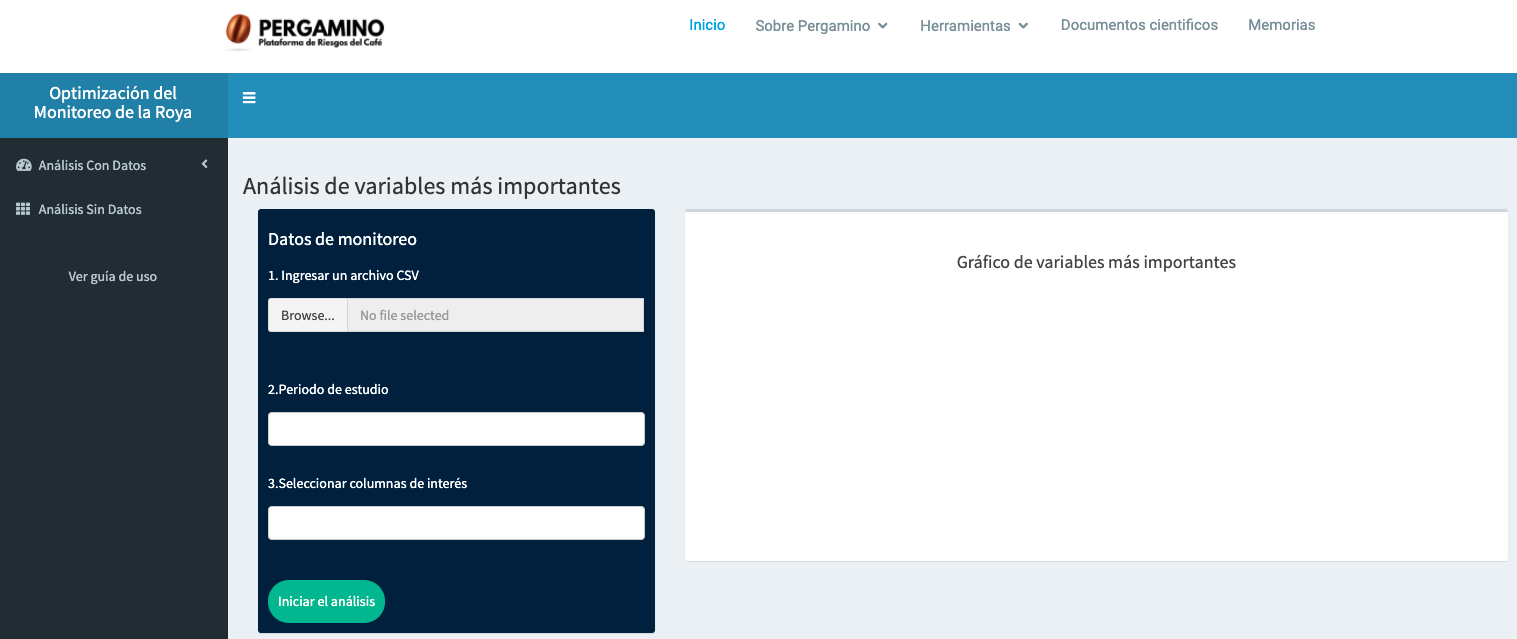 PERGAMINO
Plataforma de Riesgos del Café
Inicio
Sobre Pergamino
Herramientas
Documentos cientificos
Memorias
Optimización del
Monitoreo de la Roya
Análisis Con Datos
Análisis Sin Datos
Ver guía de uso
Análisis de variables más importantes
Datos de monitoreo
1. Ingresar un archivo CSV
Browse... No file selected
2.Periodo de estudio
3.Seleccionar columnas de interés
Iniciar el análisis
Gráfico de variables más importantes